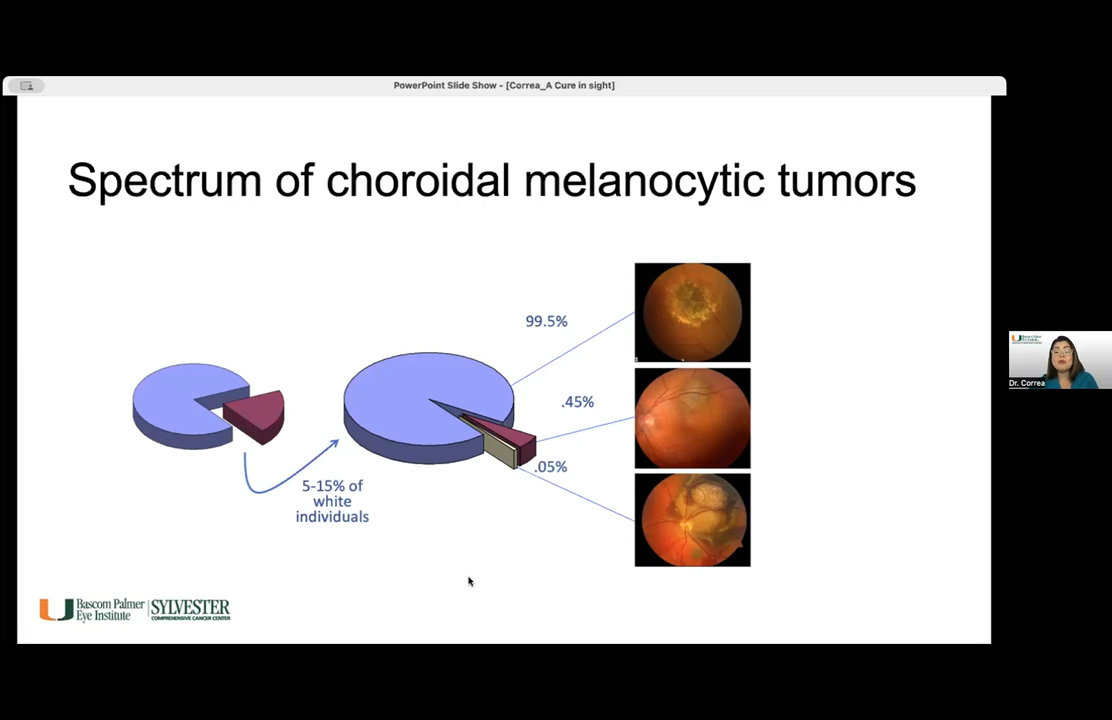 PowerPoint Slide Show - [Correa_A Cure in sight]
Spectrum of choroidal melanocytic tumors
99.5%
.45%
.05%
5-15% of
white
individuals
Dr. Correa
Bascom Palmer
Eye Institute
SYLVESTER
COMPREHENSIVE CANCER CENTER